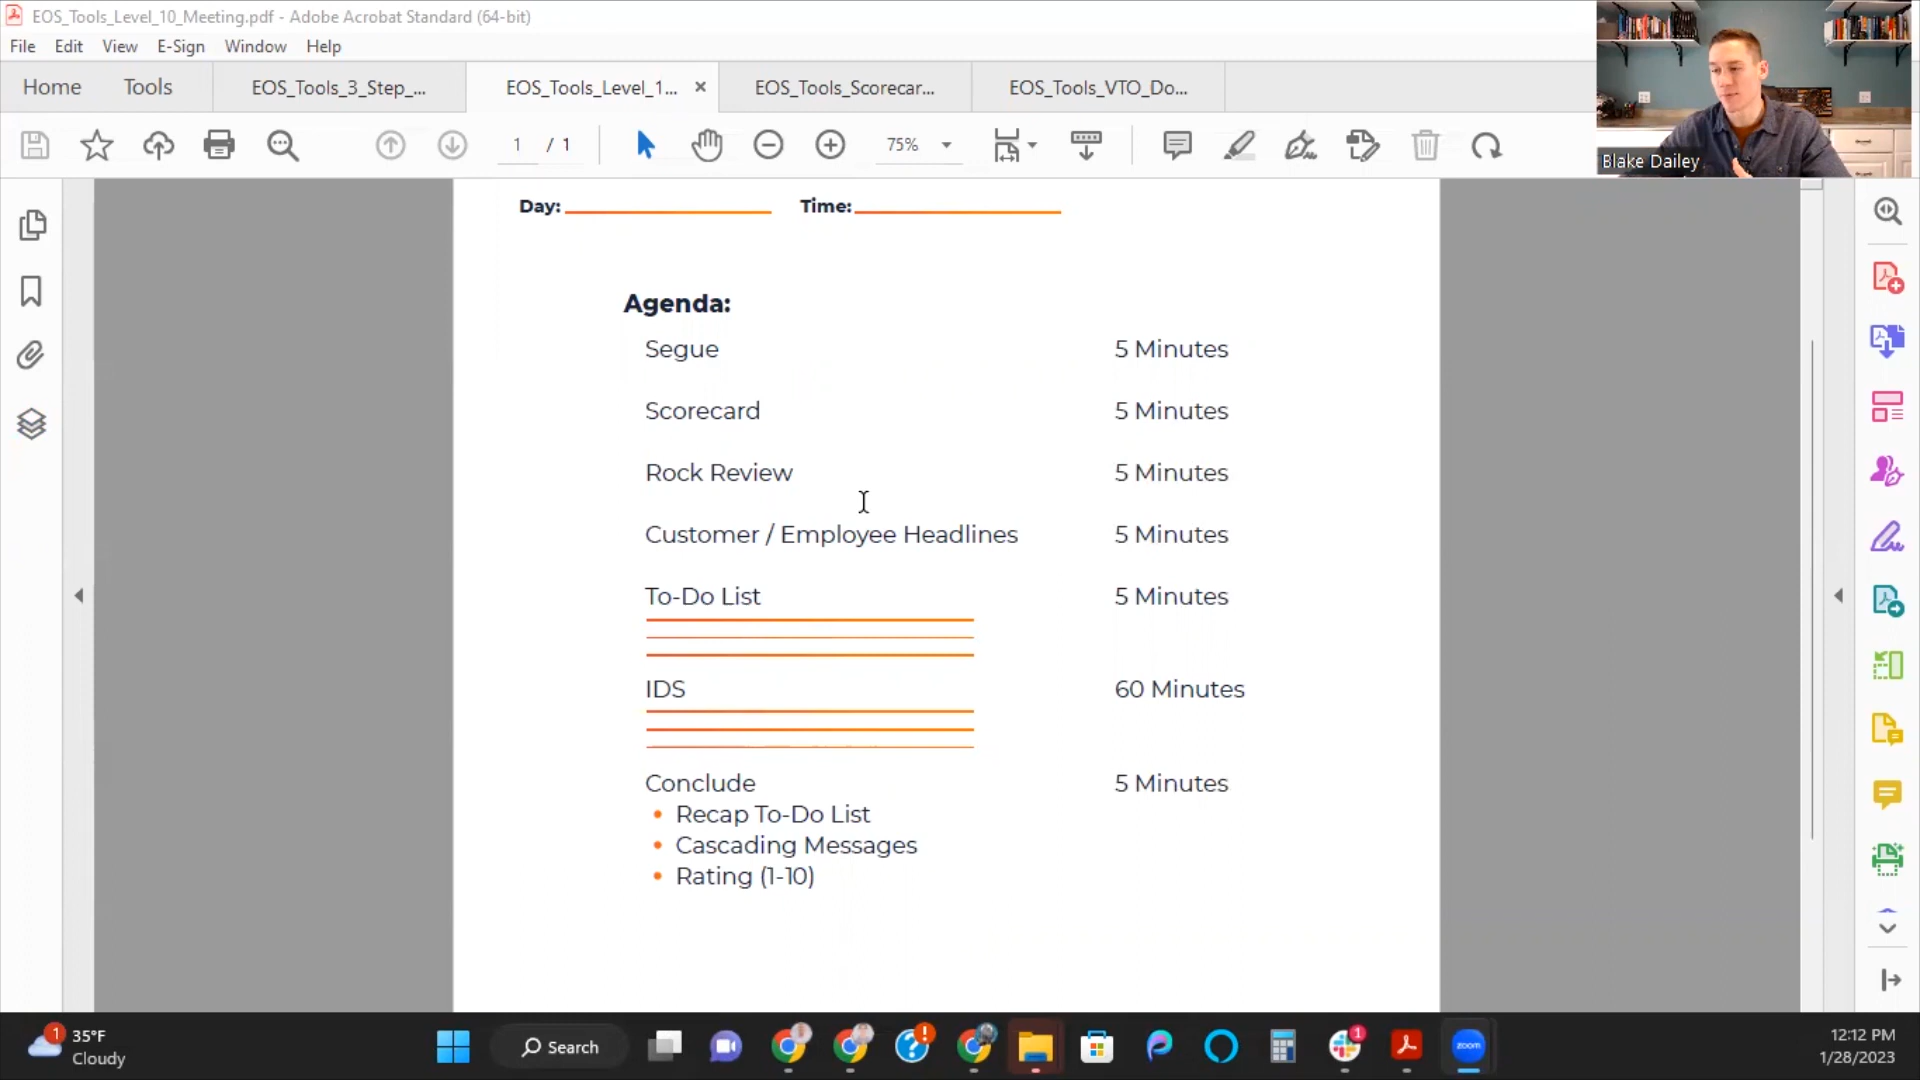 EOS_Tools_Level_10_Meeting.pdf - Adobe Acrobat Standard (64-bit)
File Edit View E-Sign Window Help
Home Tools EOS_Tools_3_Step_... EOS_Tools_Level_1... × EOS_Tools_Scorecar... EOS_Tools_VTO_Do...
1 / 1 75%
Blake Dailey
Day: Time:
Agenda:
Segue 5 Minutes
Scorecard 5 Minutes
Rock Review 5 Minutes
Customer / Employee Headlines 5 Minutes
To-Do List 5 Minutes
IDS 60 Minutes
Conclude 5 Minutes
• Recap To-Do List
• Cascading Messages
• Rating (1-10)
1 35°F
Cloudy
Search
1
zoom
12:12 PM
1/28/2023